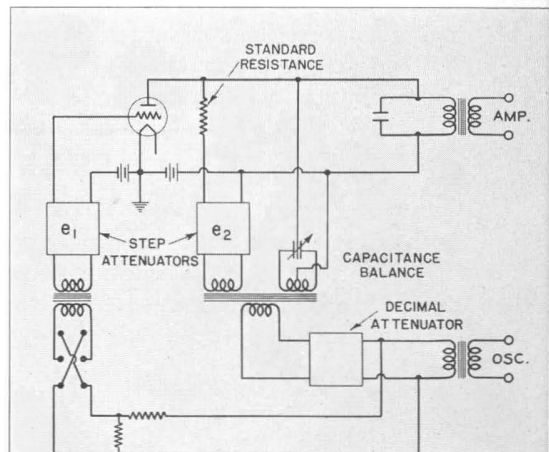 STANDARD
RESISTANCE
AMP.
e1
STEP
ATTENUATORS
e2
CAPACITANCE
BALANCE
DECIMAL
ATTENUATOR
OSC.